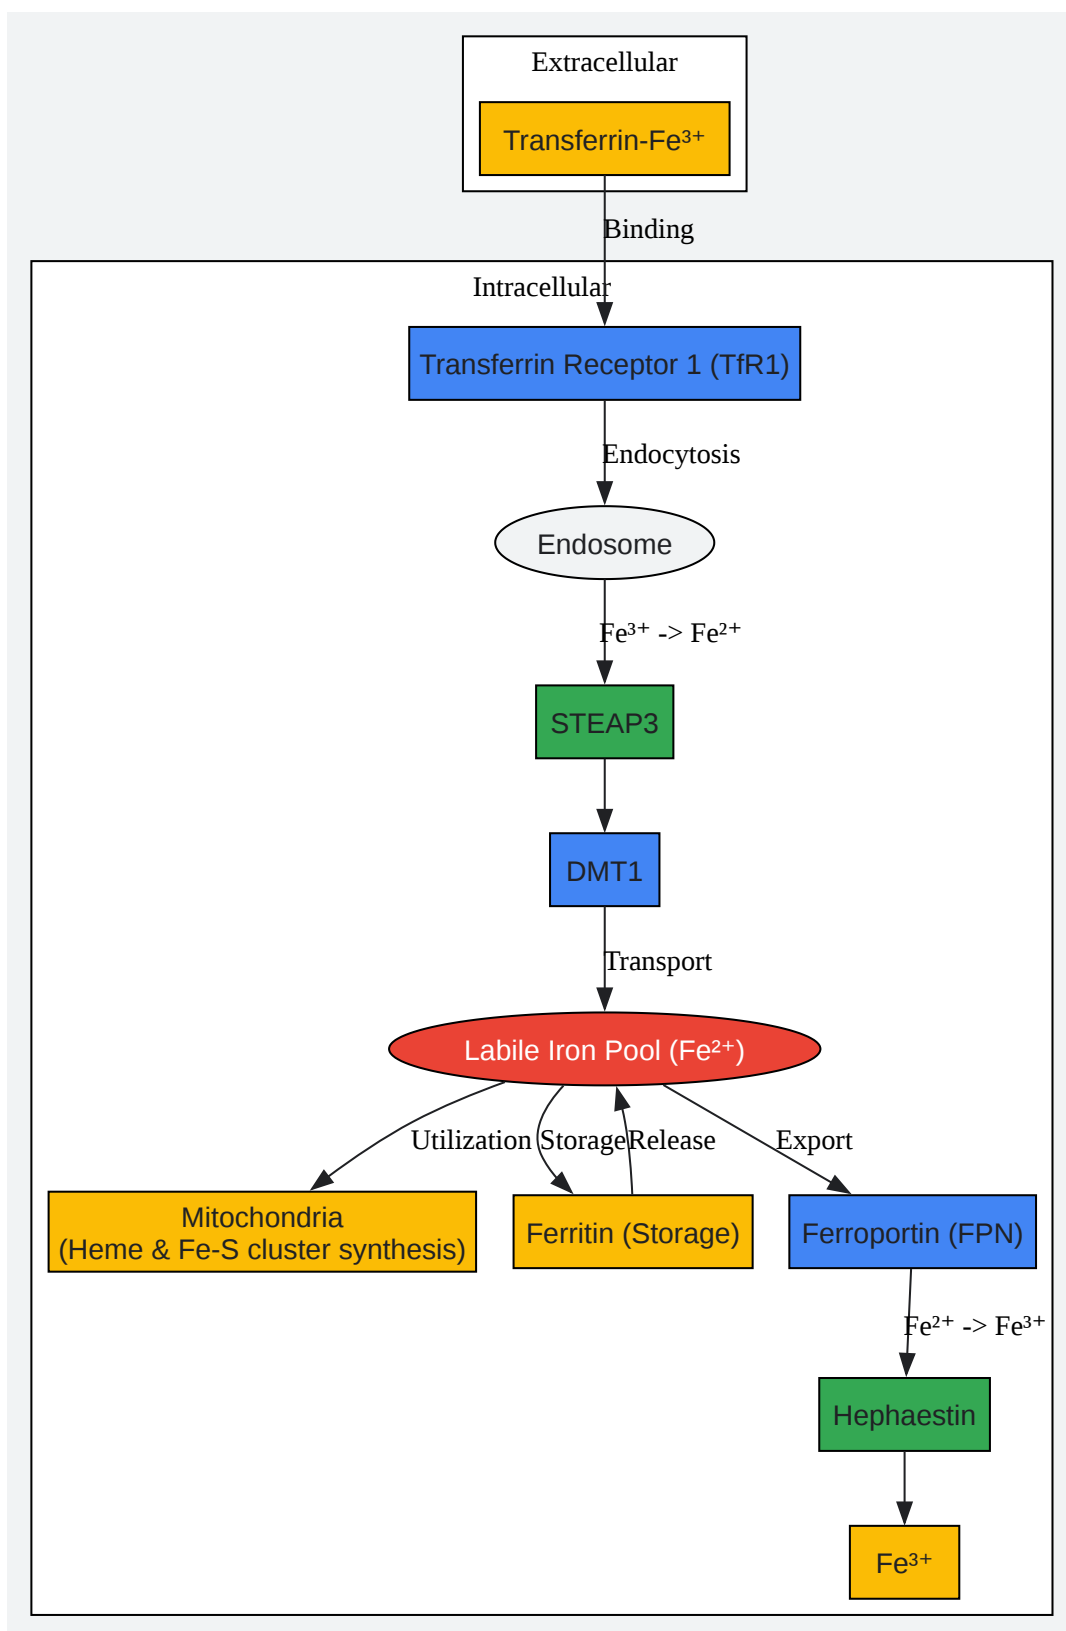 Extracellular
Transferrin-Fe³⁺
Binding
Intracellular
Transferrin Receptor 1 (TfR1)
Endocytosis
Endosome
Fe³⁺ -> Fe²⁺
STEAP3
DMT1
Transport
Labile Iron Pool (Fe²⁺)
Utilization
Storage
Release
Export
Mitochondria
(Heme & Fe-S cluster synthesis)
Ferritin (Storage)
Ferroportin (FPN)
Fe²⁺ -> Fe³⁺
Hephaestin
Fe³⁺